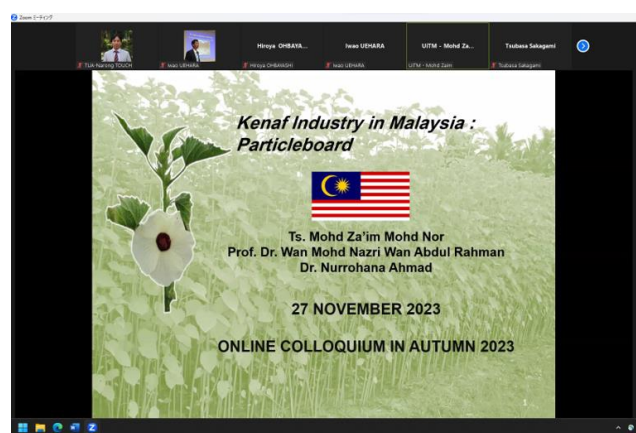 Zoom ミーティング
Hiroya OHBAYA...
Iwao UEHARA
UiTM - Mohd Za...
Tsubasa Sakagami
TUA-Narong TOUCH
Iwao UEHARA
Hiroya OHBAYASHI
Iwao UEHARA
UiTM - Mohd Zaim
Tsubasa Sakagami
Kenaf Industry in Malaysia :
Particleboard
Ts. Mohd Za'im Mohd Nor
Prof. Dr. Wan Mohd Nazri Wan Abdul Rahman
Dr. Nurrohana Ahmad
27 NOVEMBER 2023
ONLINE COLLOQUIUM IN AUTUMN 2023